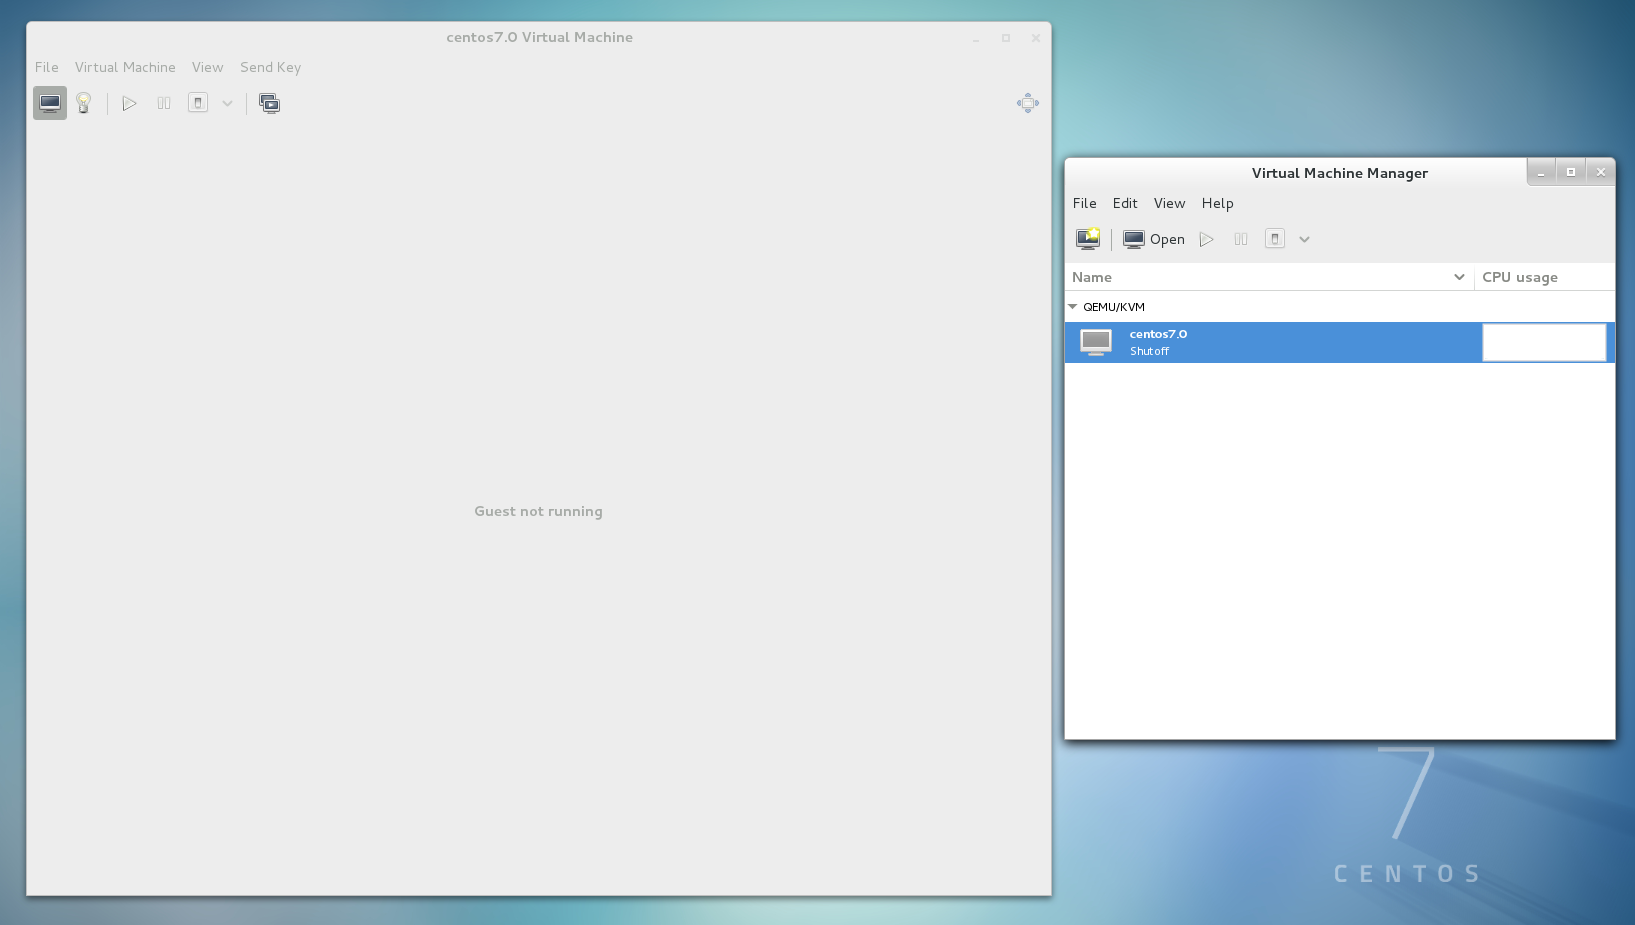 centos7.0 Virtual Machine
File Virtual Machine View Send Key
Guest not running
Virtual Machine Manager
File Edit View Help
Open
Name CPU usage
QEMU/KVM
centos7.0
Shutoff
7
CENTOS